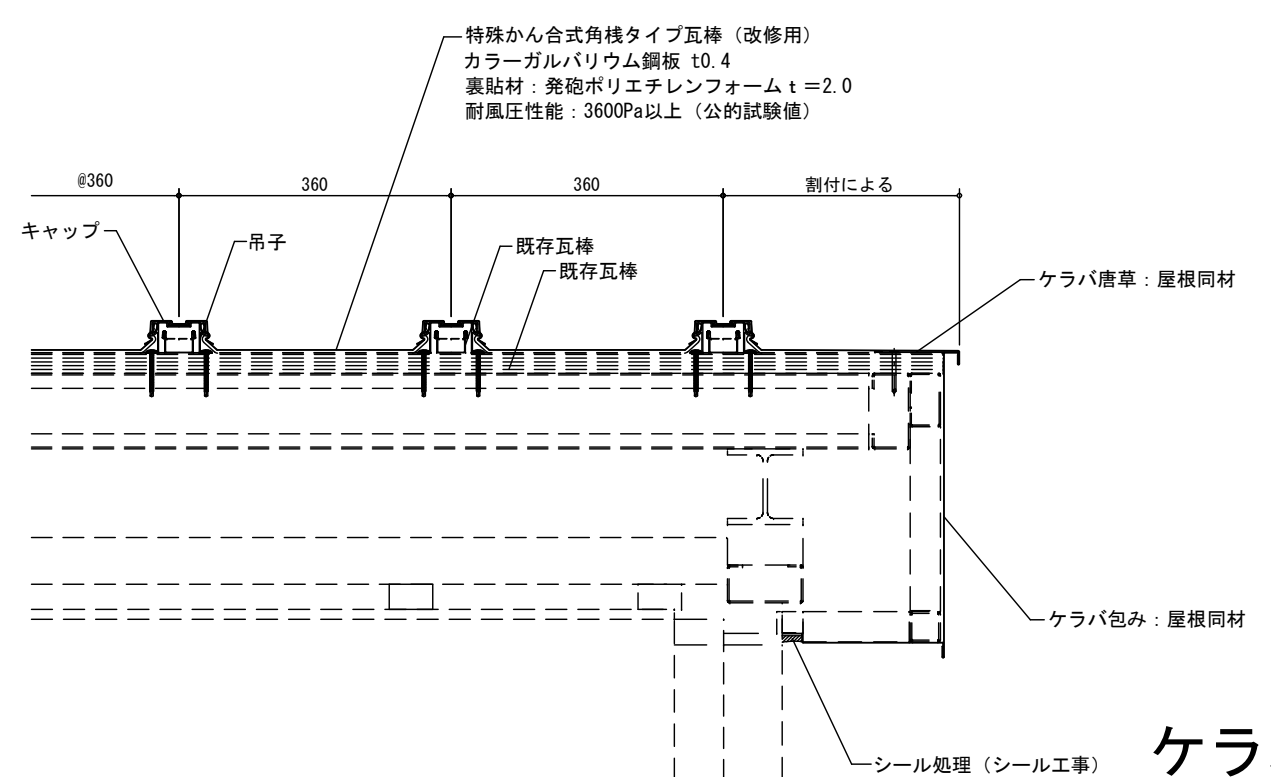 特殊かん合式角桟タイプ瓦棒（改修用）
カラーガルバリウム鋼板 t0.4
裏貼材：発砲ポリエチレンフォームｔ＝2.0
耐風圧性能：3600Pa以上（公的試験値）
@360
360
360
割付による
キャップ
吊子
既存瓦棒
既存瓦棒
ケラバ唐草：屋根同材
ケラバ包み：屋根同材
シール処理（シール工事）
ケラ